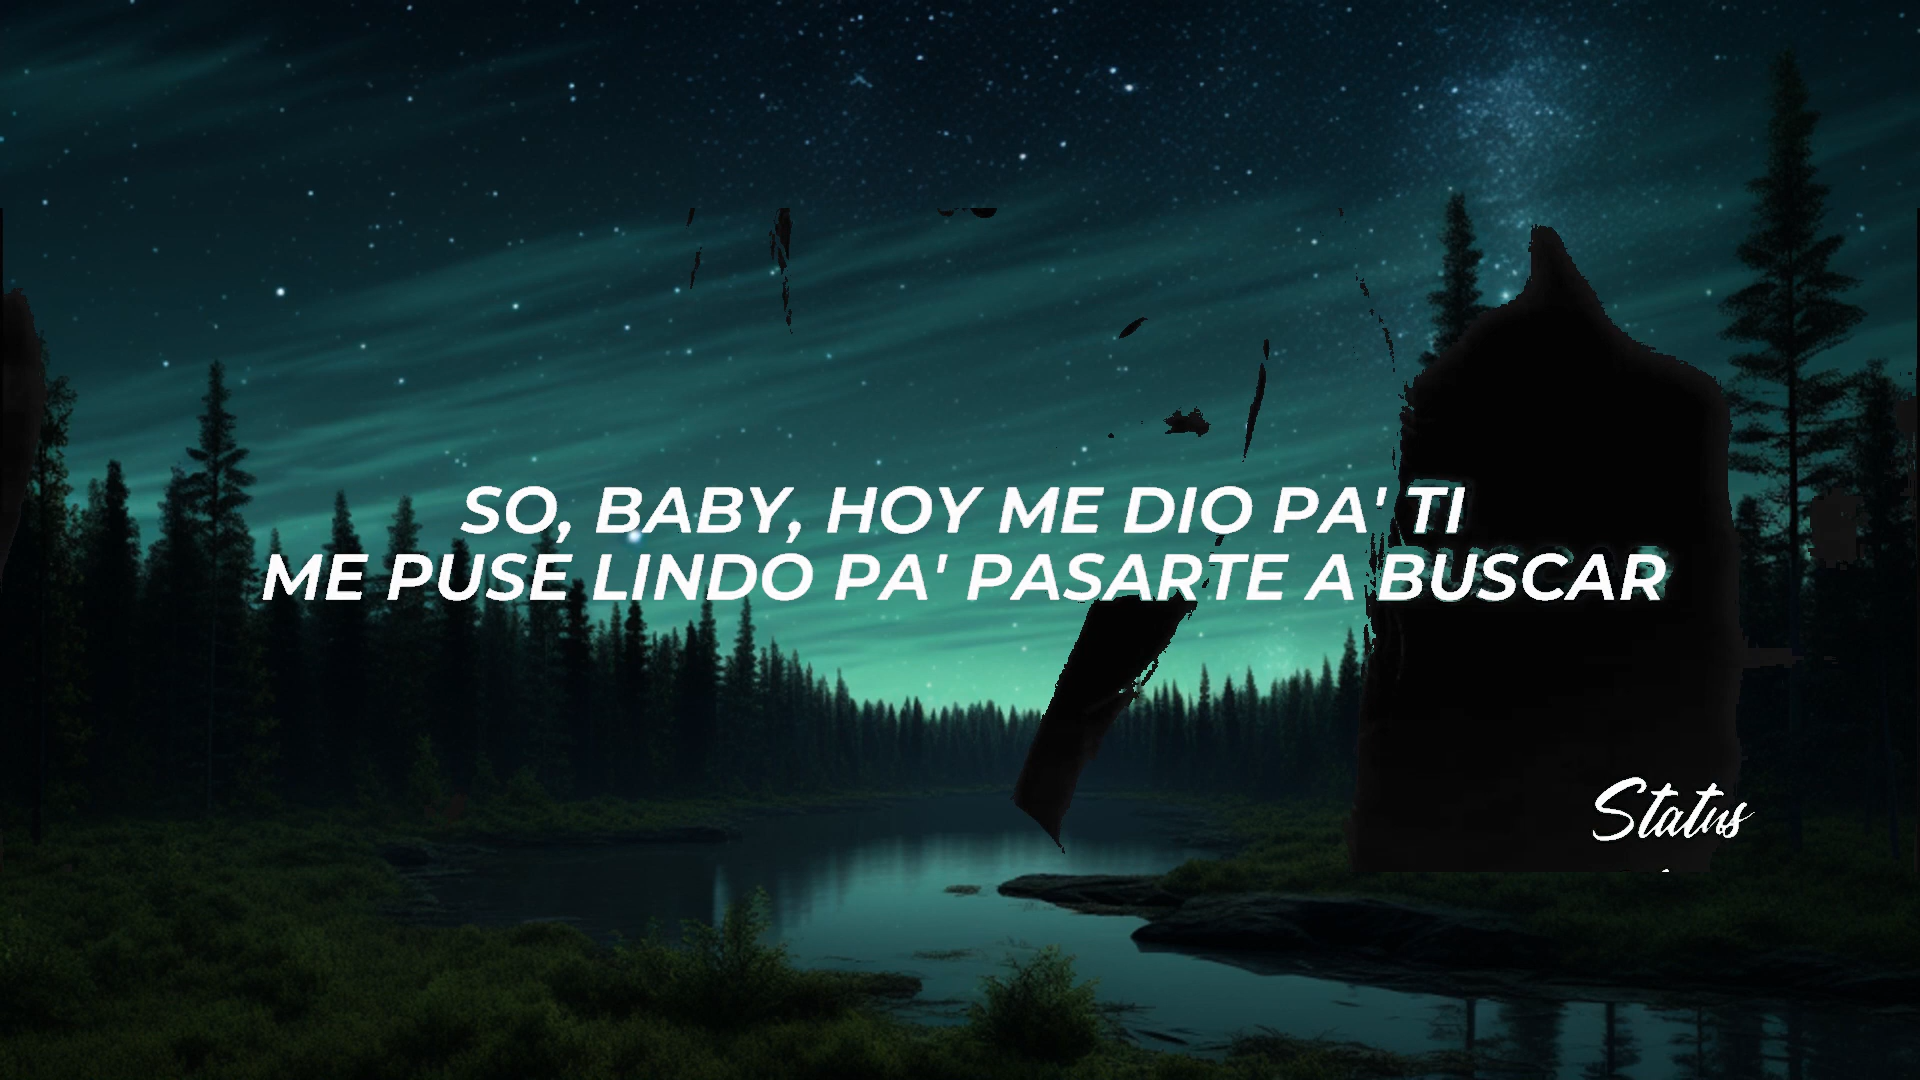 SO, BABY, HOY ME DIO PA' TI
ME PUSE LINDO PA' PASARTE A BUSCAR
Status